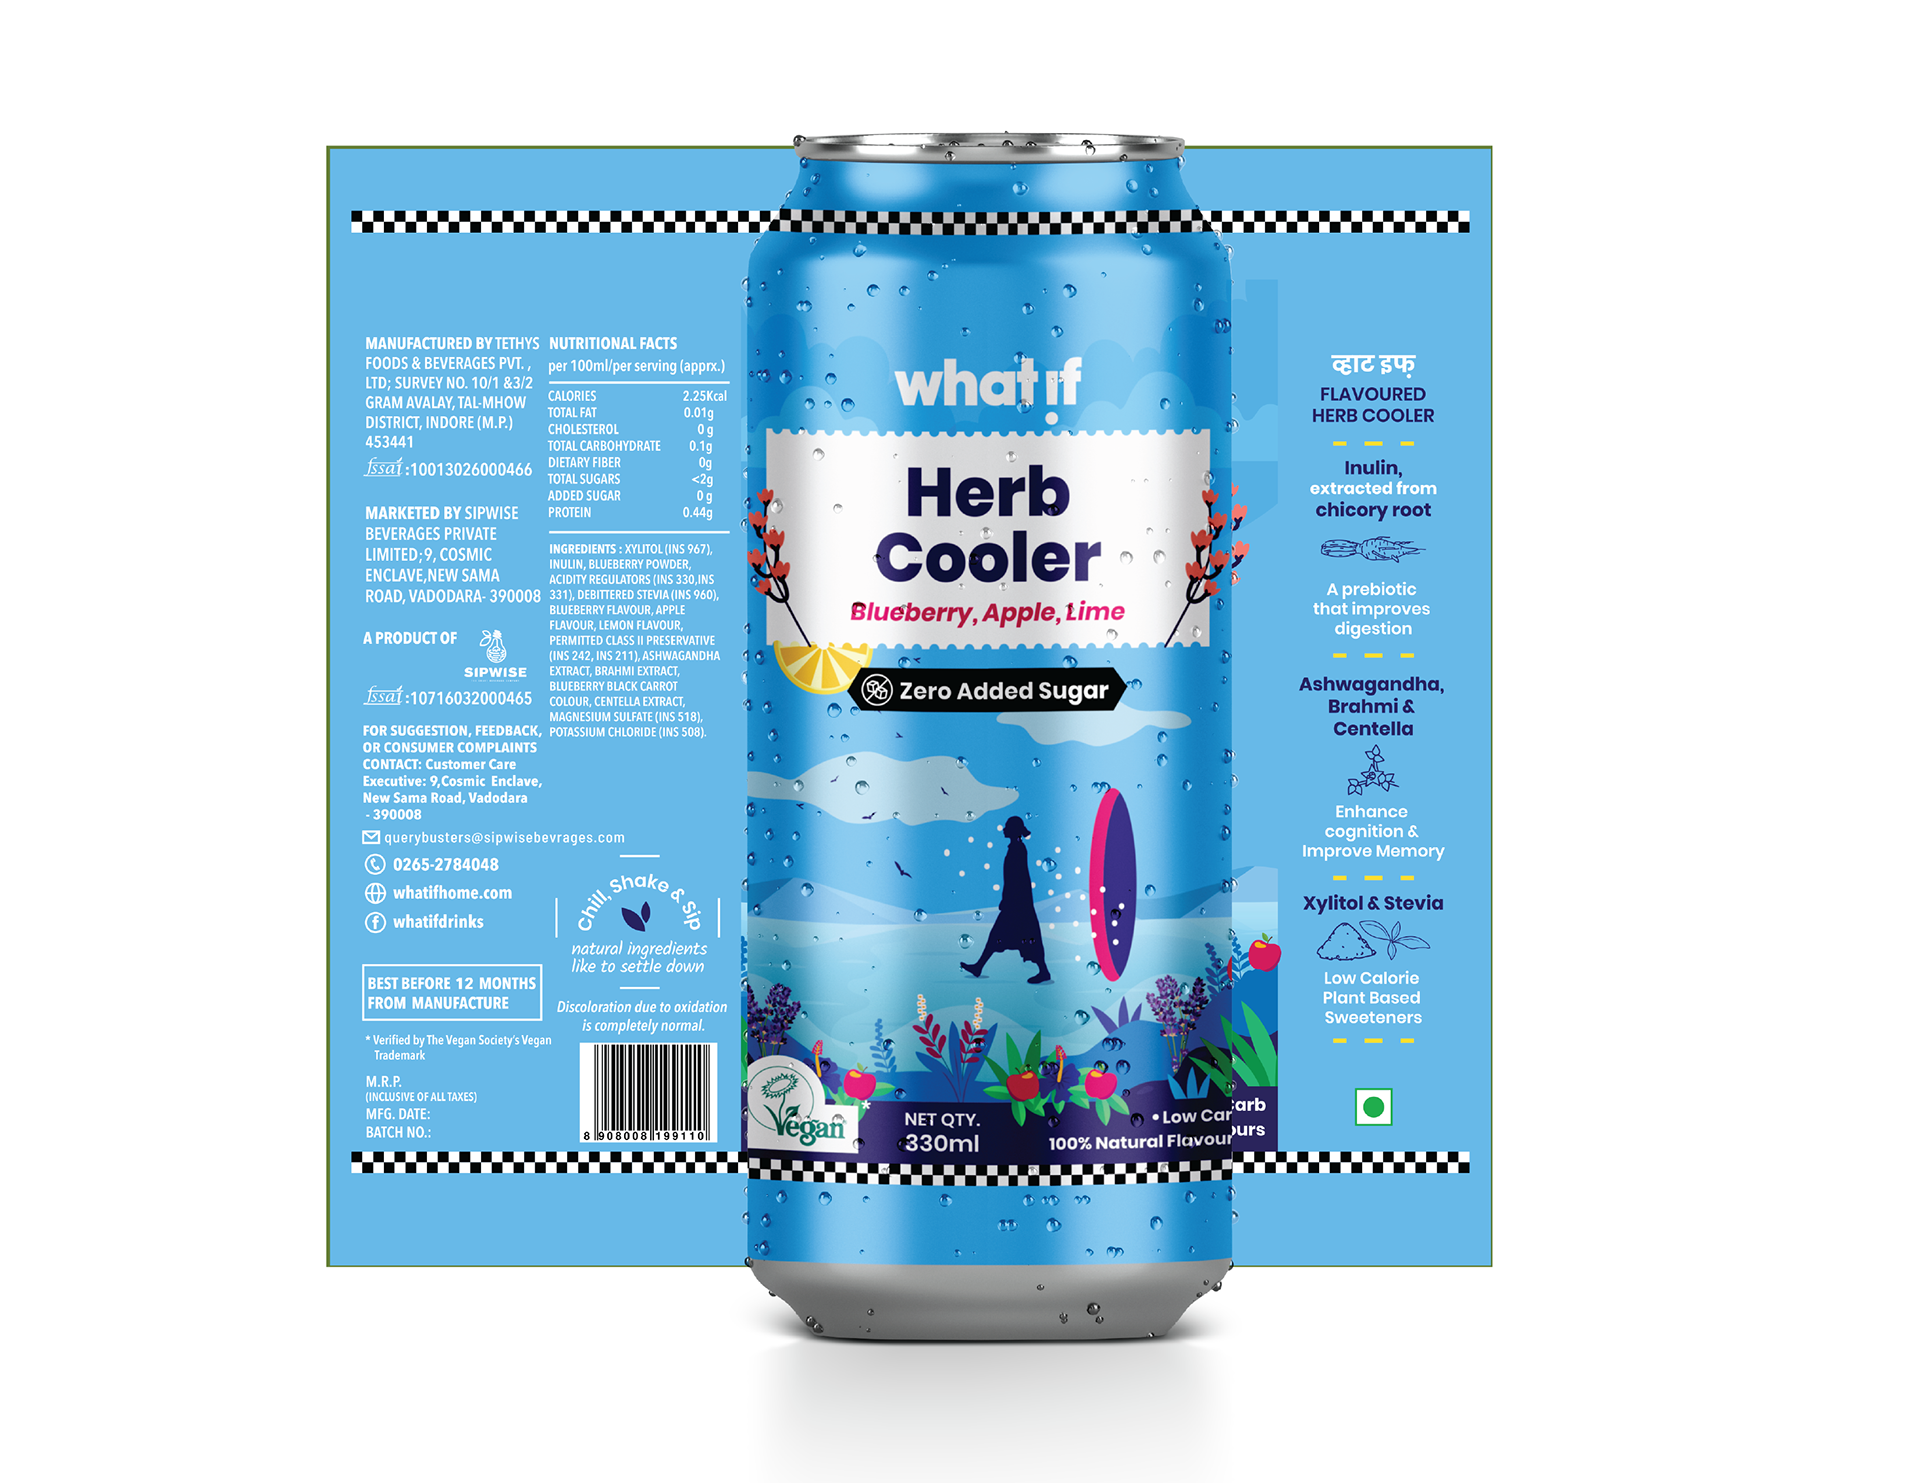 MANUFACTURED BY TETHYS
FOODS & BEVERAGES PVT. ,
LTD; SURVEY NO. 10/1 &3/2
GRAM AVALAY, TAL-MHOW
DISTRICT, INDORE (M.P.)
453441
fssai :10013026000466
MARKETED BY SIPWISE
BEVERAGES PRIVATE
LIMITED;9, COSMIC
ENCLAVE,NEW SAMA
ROAD, VADODARA- 390008
A PRODUCT OF
SIPWISE
fssai :10716032000465
FOR SUGGESTION, FEEDBACK,
OR CONSUMER COMPLAINTS
CONTACT: Customer Care
Executive: 9,Cosmic Enclave,
New Sama Road, Vadodara
- 390008
querybusters@sipwisebevrages.com
0265-2784048
whatifhome.com
whatifdrinks
BEST BEFORE 12 MONTHS
FROM MANUFACTURE
* Verified by The Vegan Society's Vegan
Trademark
M.R.P.
(INCLUSIVE OF ALL TAXES)
MFG. DATE:
BATCH NO.:
NUTRITIONAL FACTS
per 100ml/per serving (apprx.)
CALORIES 2.25Kcal
TOTAL FAT 0.01g
CHOLESTEROL 0 g
TOTAL CARBOHYDRATE 0.1g
DIETARY FIBER 0g
TOTAL SUGARS <2g
ADDED SUGAR 0 g
PROTEIN 0.44g
INGREDIENTS : XYLITOL (INS 967),
INULIN, BLUEBERRY POWDER,
ACIDITY REGULATORS (INS 330,INS
331), DEBITTERED STEVIA (INS 960),
BLUEBERRY FLAVOUR, APPLE
FLAVOUR, LEMON FLAVOUR,
PERMITTED CLASS II PRESERVATIVE
(INS 242, INS 211), ASHWAGANDHA
EXTRACT, BRAHMI EXTRACT,
BLUEBERRY BLACK CARROT
COLOUR, CENTELLA EXTRACT,
MAGNESIUM SULFATE (INS 518),
POTASSIUM CHLORIDE (INS 508).
Chill, Shake & Sip
natural ingredients
like to settle down
Discoloration due to oxidation
is completely normal.
8 908008 199110
what if
Herb
Cooler
Blueberry, Apple, Lime
Zero Added Sugar
Vegan
*
NET QTY.
330ml
• Low Car
100% Natural Flavour
arb
ours
व्हाट इफ़
FLAVOURED
HERB COOLER
Inulin,
extracted from
chicory root
A prebiotic
that improves
digestion
Ashwagandha,
Brahmi &
Centella
Enhance
cognition &
Improve Memory
Xylitol & Stevia
Low Calorie
Plant Based
Sweeteners